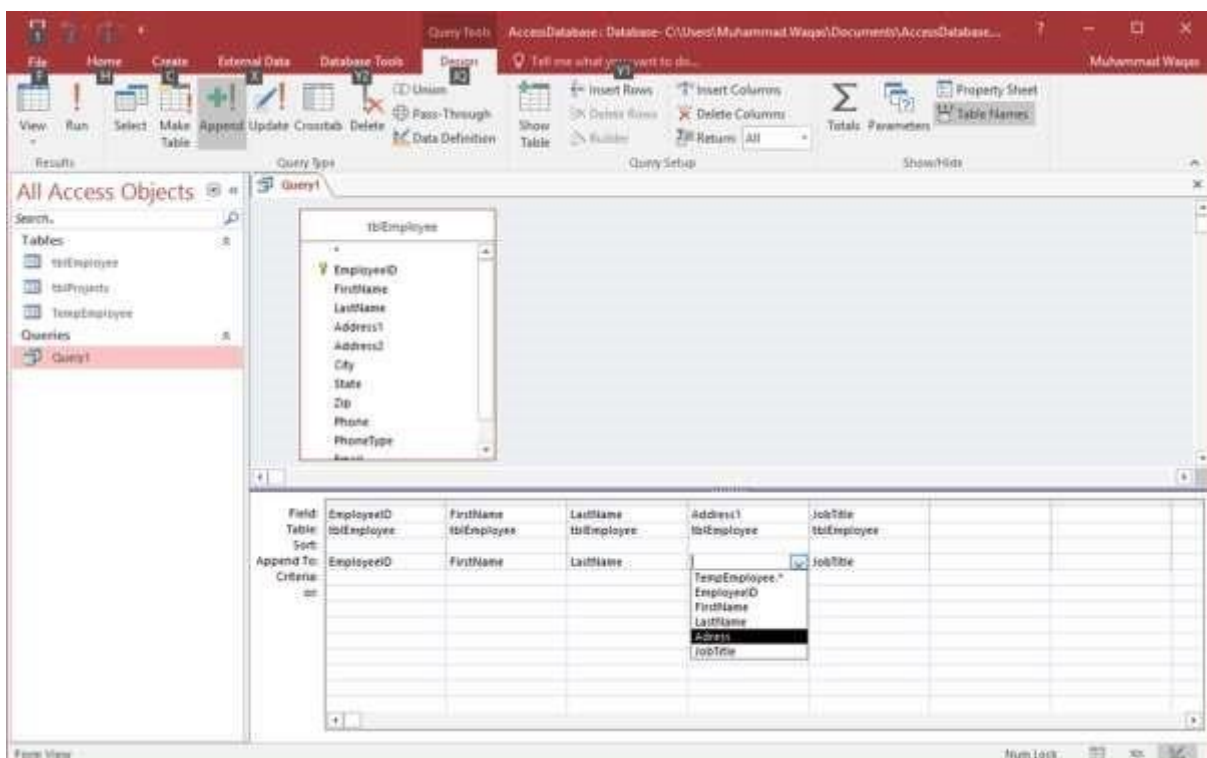 Query Tools
AccessDatabase : Database- C:\Users\Muhammad Waqas\Documents\AccessDatabase....
?
File
Home
Create
External Data
Database Tools
Design
Tell me what you want to do...
Muhammad Waqas
F
H
C
X
Y2
JQ
Y1
View
Run
Select
Make Table
Append
Update
Crosstab
Delete
Union
Pass-Through
Data Definition
Show Table
Insert Rows
Delete Rows
Builder
Insert Columns
Delete Columns
Return: All
Totals
Parameters
Property Sheet
Table Names
Results
Query Type
Query Setup
Show/Hide
All Access Objects
Search..
Tables
tblEmployee
tblProjects
TempEmployee
Queries
Query1
Query1
tblEmployee
*
EmployeeID
FirstName
LastName
Address1
Address2
City
State
Zip
Phone
PhoneType
Email
Field: EmployeeID FirstName LastName Address1 JobTitle
Table: tblEmployee tblEmployee tblEmployee tblEmployee tblEmployee
Sort:
Append To: EmployeeID FirstName LastName JobTitle
Criteria:
or:
TempEmployee.*
EmployeeID
FirstName
LastName
Adress
JobTitle
Form View
Num Lock